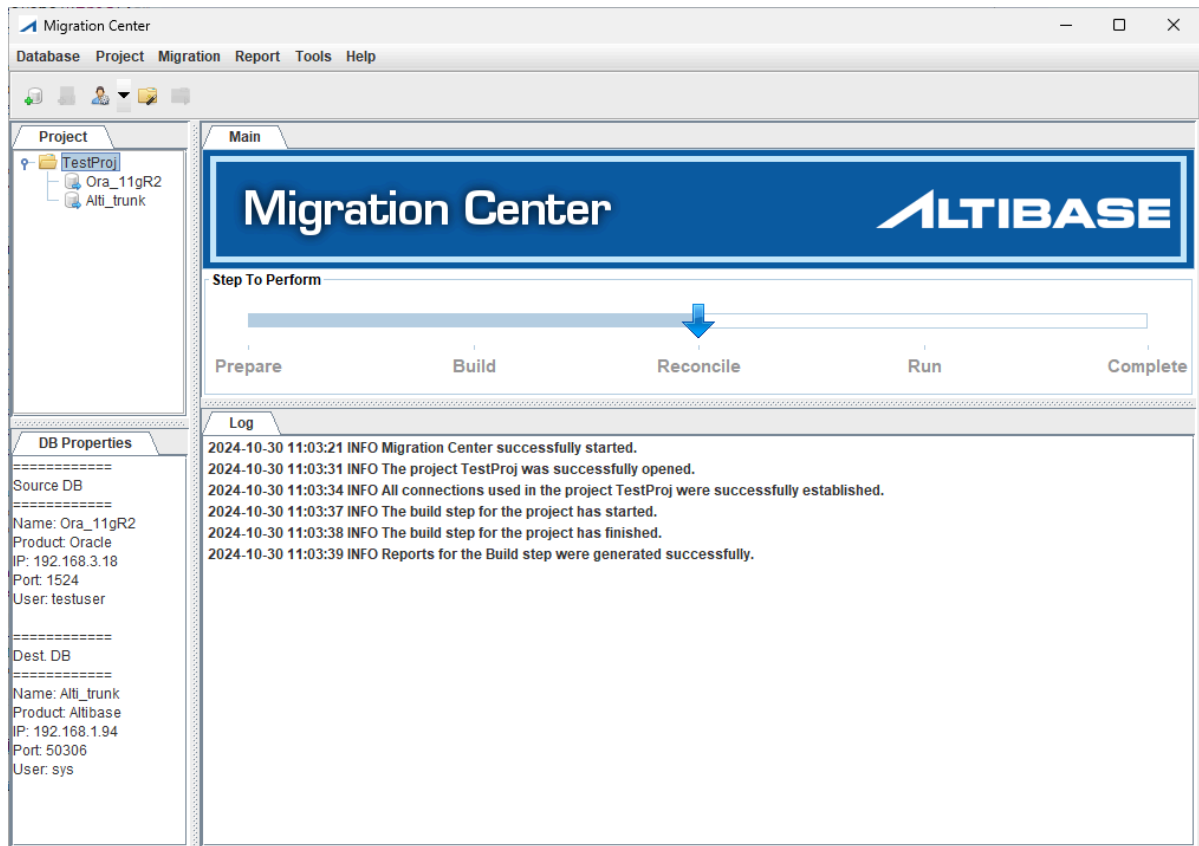 Migration Center
Database Project Migration Report Tools Help
Project
TestProj
Ora_11gR2
Alti_trunk
Main
Migration Center
ALTIBASE
Step To Perform
Prepare Build Reconcile Run Complete
DB Properties
============
Source DB
============
Name: Ora_11gR2
Product: Oracle
IP: 192.168.3.18
Port: 1524
User: testuser
============
Dest. DB
============
Name: Alti_trunk
Product: Altibase
IP: 192.168.1.94
Port: 50306
User: sys
Log
2024-10-30 11:03:21 INFO Migration Center successfully started.
2024-10-30 11:03:31 INFO The project TestProj was successfully opened.
2024-10-30 11:03:34 INFO All connections used in the project TestProj were successfully established.
2024-10-30 11:03:37 INFO The build step for the project has started.
2024-10-30 11:03:38 INFO The build step for the project has finished.
2024-10-30 11:03:39 INFO Reports for the Build step were generated successfully.